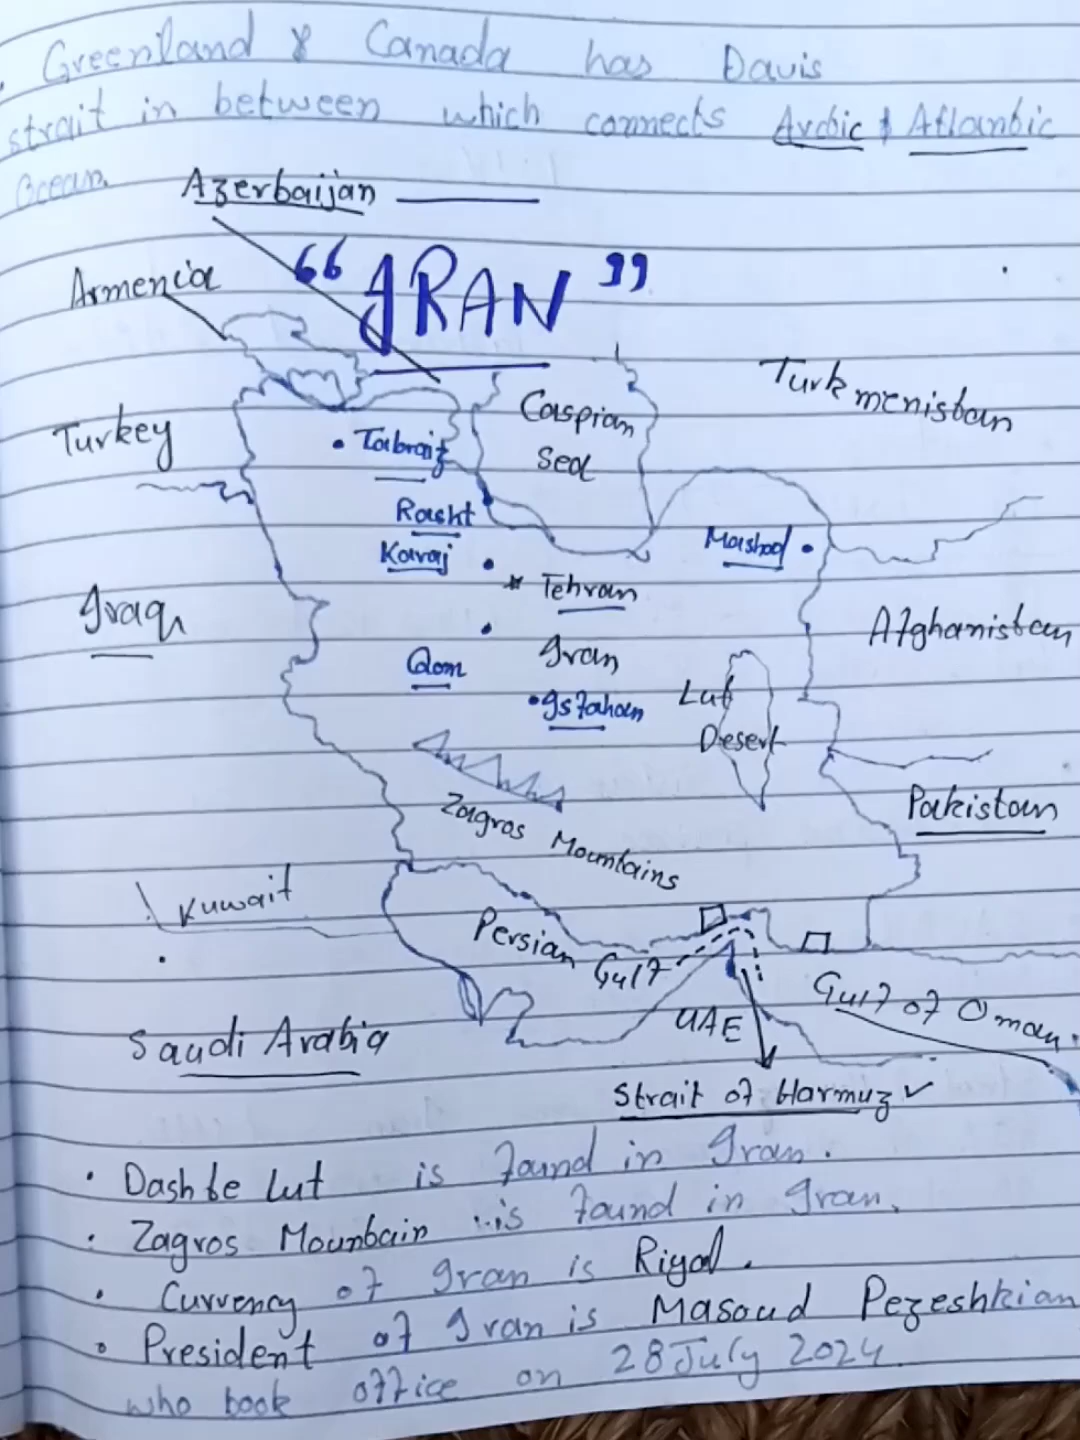 Greenland & Canada has Davis
strait in between which connects Arctic & Atlantic
Ocean.
Azerbaijan
Armenia
"IRAN"
Turkmenistan
Caspian
Sea
Turkey
Tabraiz
Rasht
Karaj
Mashad
Tehran
Iraq
Afghanistan
Iran
Qom
Isfahan
Lut
Desert
Zagros Mountains
Pakistan
Kuwait
Persian
Gulf
Gulf of Oman
UAE
Saudi Arabia
Strait of Harmuz ✓
• Dashte Lut is found in Iran.
• Zagros Mountain is found in Iran.
• Currency of Iran is Riyal.
• President of Iran is Masoud Pezeshkian
who took office on 28 July 2024